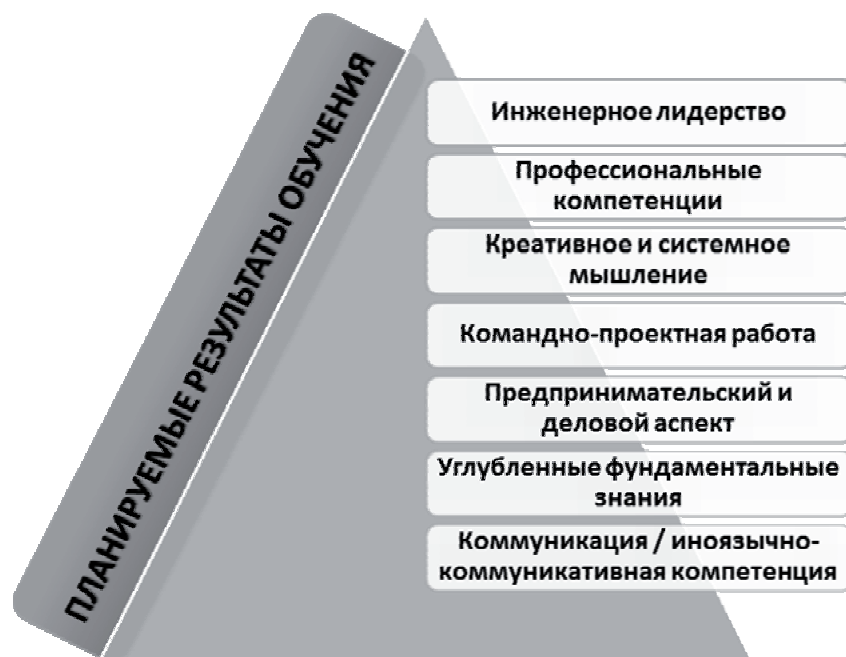 ПЛАНИРУЕМЫЕ РЕЗУЛЬТАТЫ ОБУЧЕНИЯ
Инженерное лидерство
Профессиональные
компетенции
Креативное и системное
мышление
Командно-проектная работа
Предпринимательский и
деловой аспект
Углубленные фундаментальные
знания
Коммуникация / иноязычно-
коммуникативная компетенция